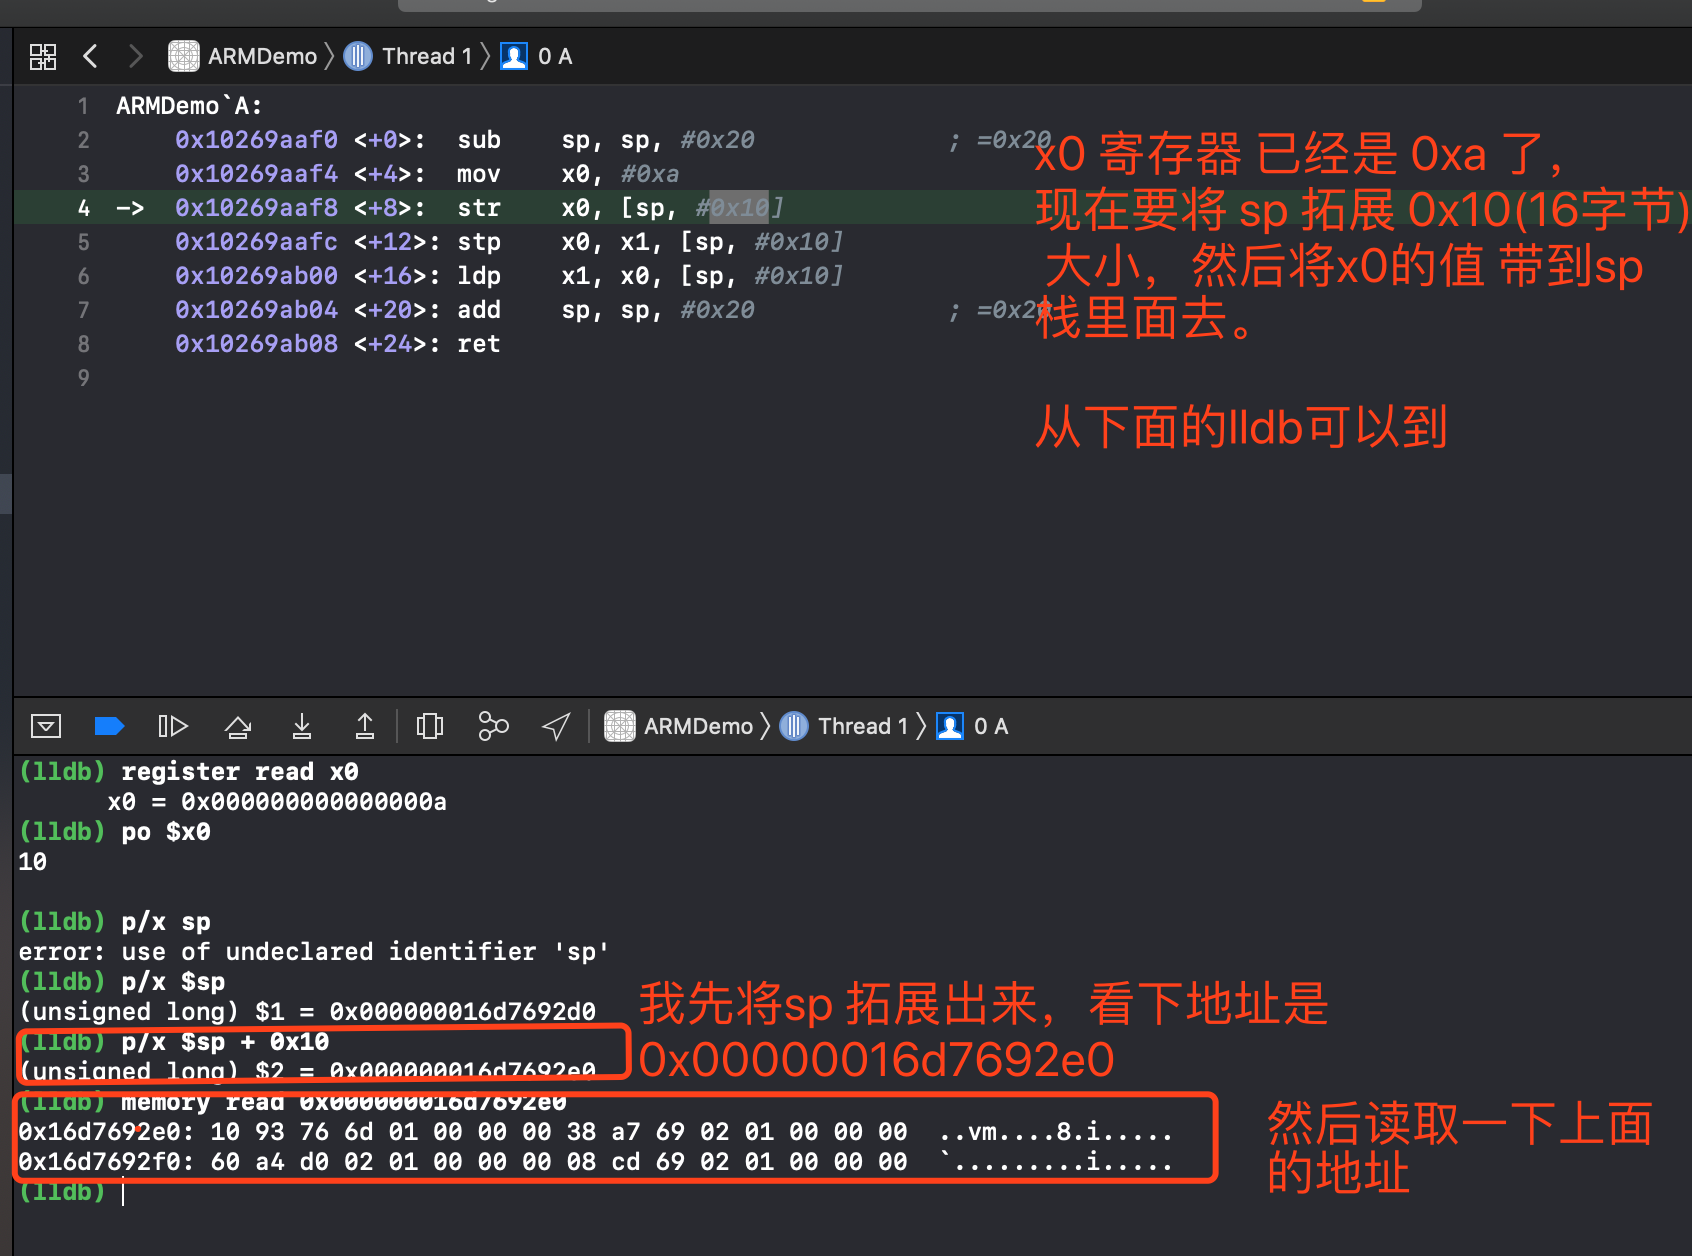 ARMDemo 〉 Thread 1 〉 0 A
1 ARMDemo`A:
2 0x10269aaf0 <+0>: sub sp, sp, #0x20 ; =0x20
3 0x10269aaf4 <+4>: mov x0, #0xa
4 -> 0x10269aaf8 <+8>: str x0, [sp, #0x10]
5 0x10269aafc <+12>: stp x0, x1, [sp, #0x10]
6 0x10269ab00 <+16>: ldp x1, x0, [sp, #0x10]
7 0x10269ab04 <+20>: add sp, sp, #0x20 ; =0x20
8 0x10269ab08 <+24>: ret
9
x0 寄存器 已经是 0xa 了，
现在要将 sp 拓展 0x10(16字节)
大小，然后将x0的值 带到sp
栈里面去。
从下面的lldb可以到
ARMDemo 〉 Thread 1 〉 0 A
(lldb) register read x0
x0 = 0x000000000000000a
(lldb) po $x0
10
(lldb) p/x sp
error: use of undeclared identifier 'sp'
(lldb) p/x $sp
(unsigned long) $1 = 0x000000016d7692d0
(lldb) p/x $sp + 0x10
(unsigned long) $2 = 0x000000016d7692e0
我先将sp 拓展出来，看下地址是
0x00000016d7692e0
(lldb) memory read 0x000000016d7692e0
0x16d7692e0: 10 93 76 6d 01 00 00 00 38 a7 69 02 01 00 00 00 ..vm....8.i.....
0x16d7692f0: 60 a4 d0 02 01 00 00 00 08 cd 69 02 01 00 00 00 `.........i.....
然后读取一下上面
的地址
(lldb)